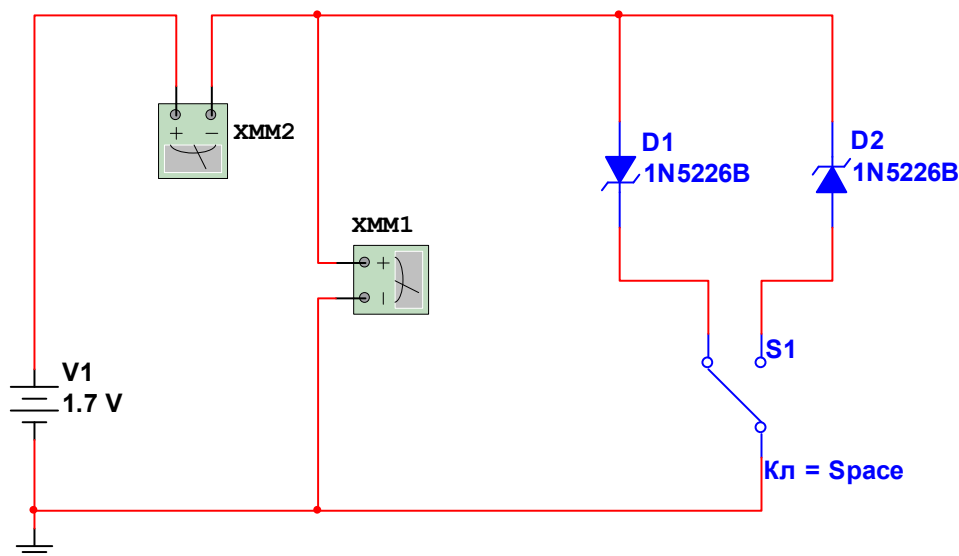 XMM2
D1
1N5226B
D2
1N5226B
XMM1
V1
1.7 V
S1
Кл = Space